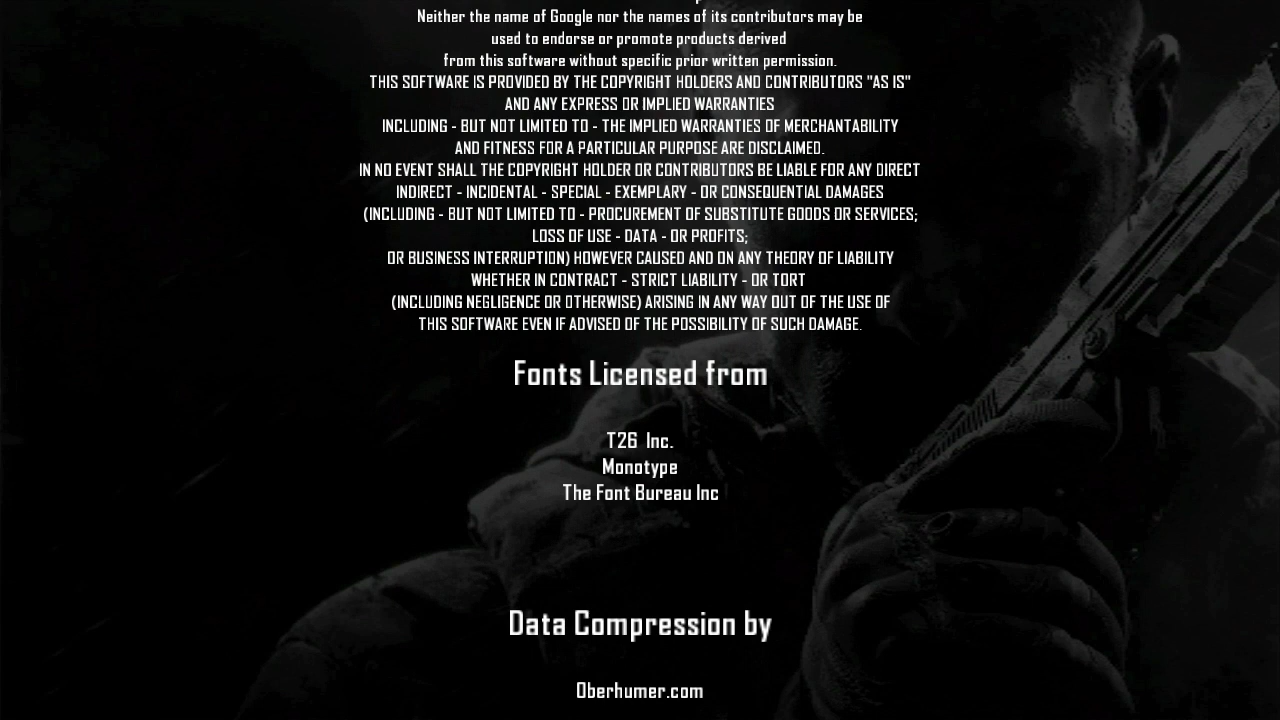 Neither the name of Google nor the names of its contributors may be
used to endorse or promote products derived
from this software without specific prior written permission.
THIS SOFTWARE IS PROVIDED BY THE COPYRIGHT HOLDERS AND CONTRIBUTORS "AS IS"
AND ANY EXPRESS OR IMPLIED WARRANTIES
INCLUDING - BUT NOT LIMITED TO - THE IMPLIED WARRANTIES OF MERCHANTABILITY
AND FITNESS FOR A PARTICULAR PURPOSE ARE DISCLAIMED.
IN NO EVENT SHALL THE COPYRIGHT HOLDER OR CONTRIBUTORS BE LIABLE FOR ANY DIRECT
INDIRECT - INCIDENTAL - SPECIAL - EXEMPLARY - OR CONSEQUENTIAL DAMAGES
(INCLUDING - BUT NOT LIMITED TO - PROCUREMENT OF SUBSTITUTE GOODS OR SERVICES;
LOSS OF USE - DATA - OR PROFITS;
OR BUSINESS INTERRUPTION) HOWEVER CAUSED AND ON ANY THEORY OF LIABILITY
WHETHER IN CONTRACT - STRICT LIABILITY - OR TORT
(INCLUDING NEGLIGENCE OR OTHERWISE) ARISING IN ANY WAY OUT OF THE USE OF
THIS SOFTWARE EVEN IF ADVISED OF THE POSSIBILITY OF SUCH DAMAGE.
Fonts Licensed from
T26 Inc.
Monotype
The Font Bureau Inc
Data Compression by
Oberhumer.com